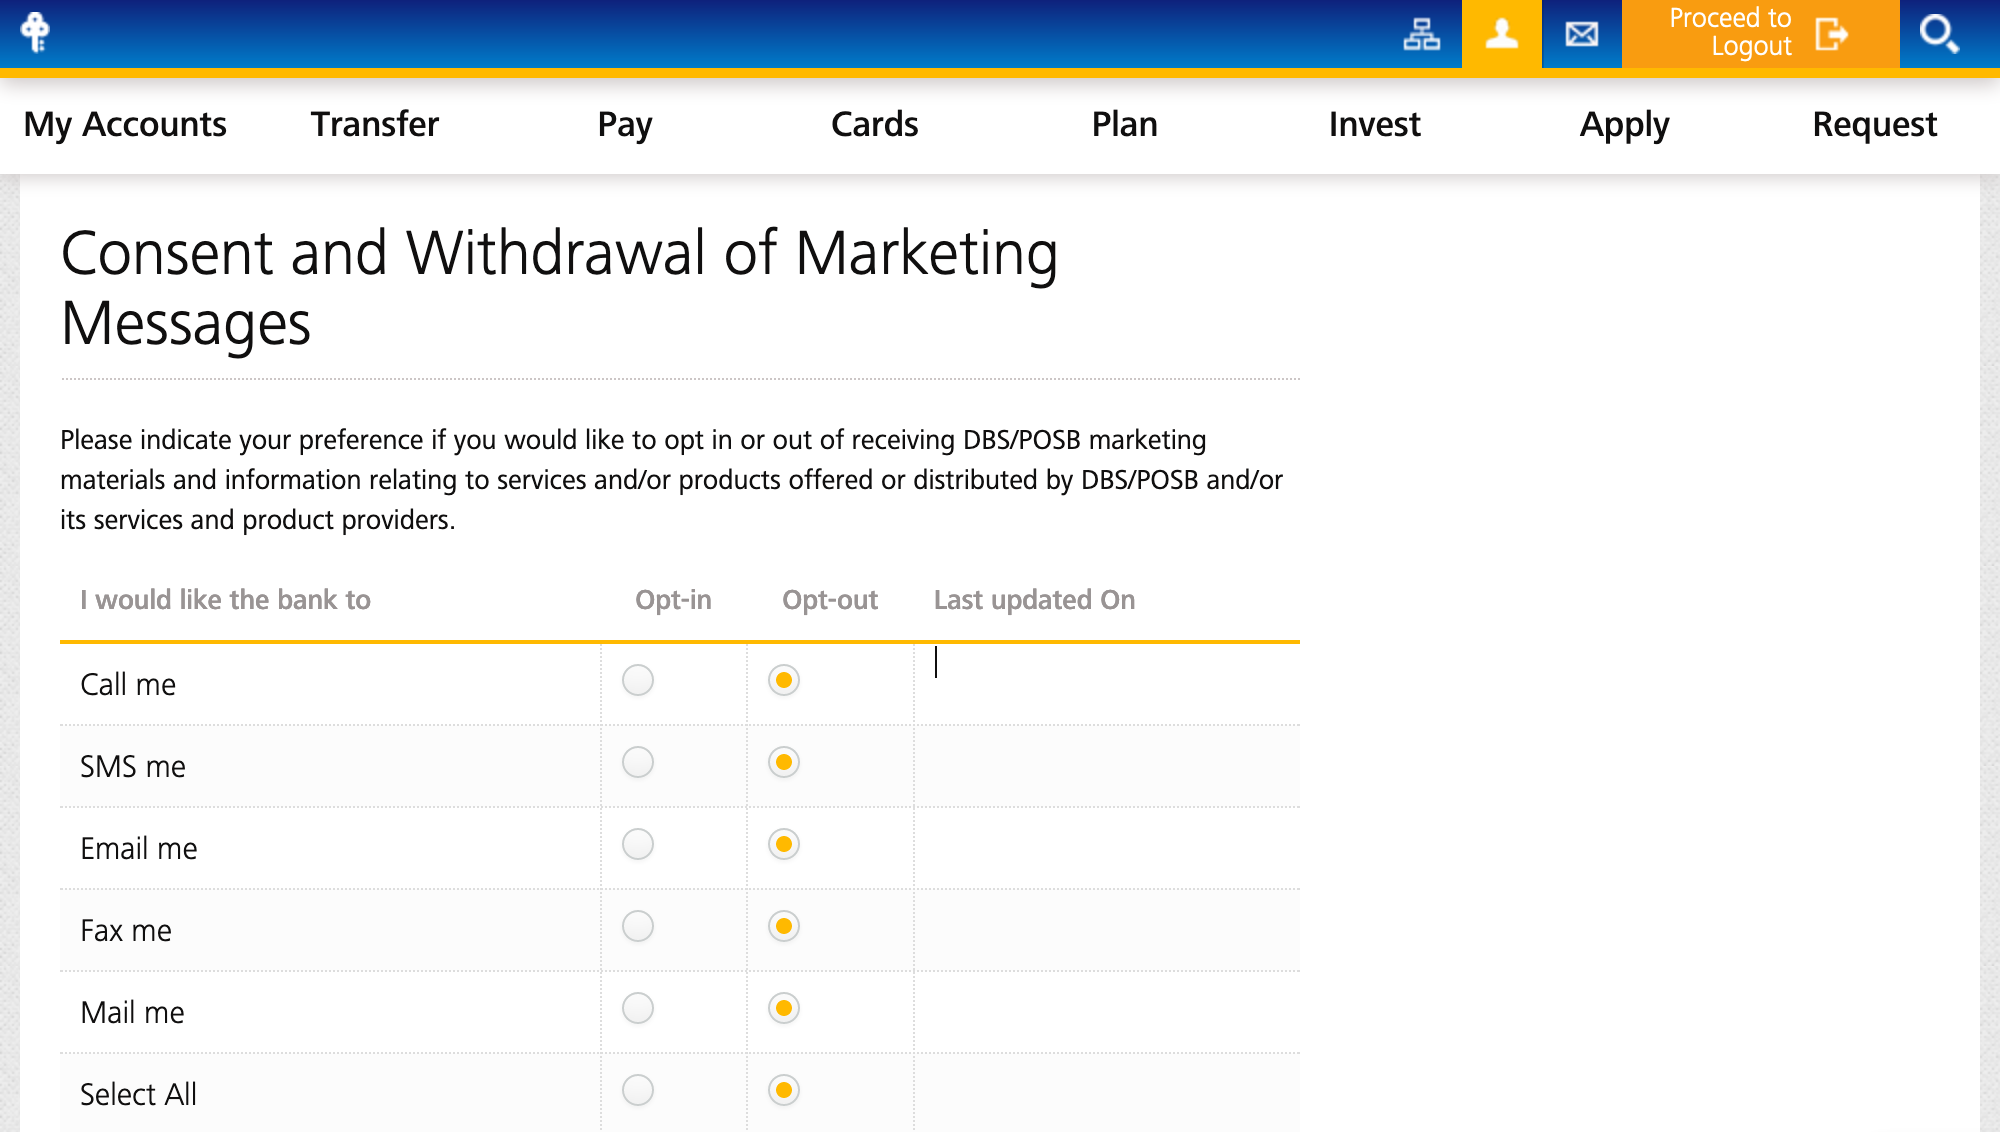 Proceed to
Logout
My Accounts Transfer Pay Cards Plan Invest Apply Request
Consent and Withdrawal of Marketing
Messages
Please indicate your preference if you would like to opt in or out of receiving DBS/POSB marketing
materials and information relating to services and/or products offered or distributed by DBS/POSB and/or
its services and product providers.
I would like the bank to Opt-in Opt-out Last updated On
Call me
SMS me
Email me
Fax me
Mail me
Select All